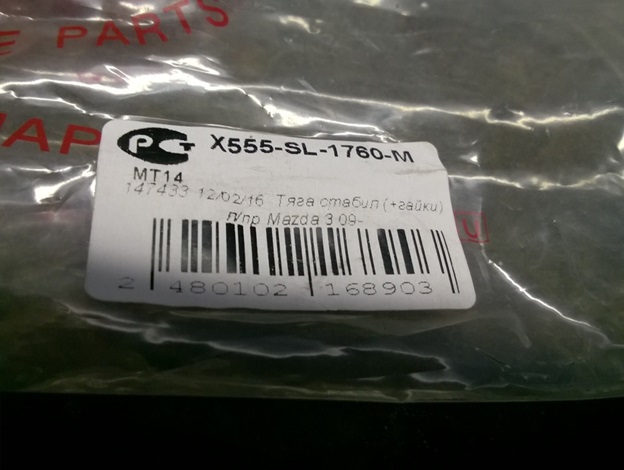 E PARTS
РСТ X555-SL-1760-M
MT14
147433 12/02/16 Тяга стабил (+гайки)
п/пр Mazda 3 09-
2 480102 168903